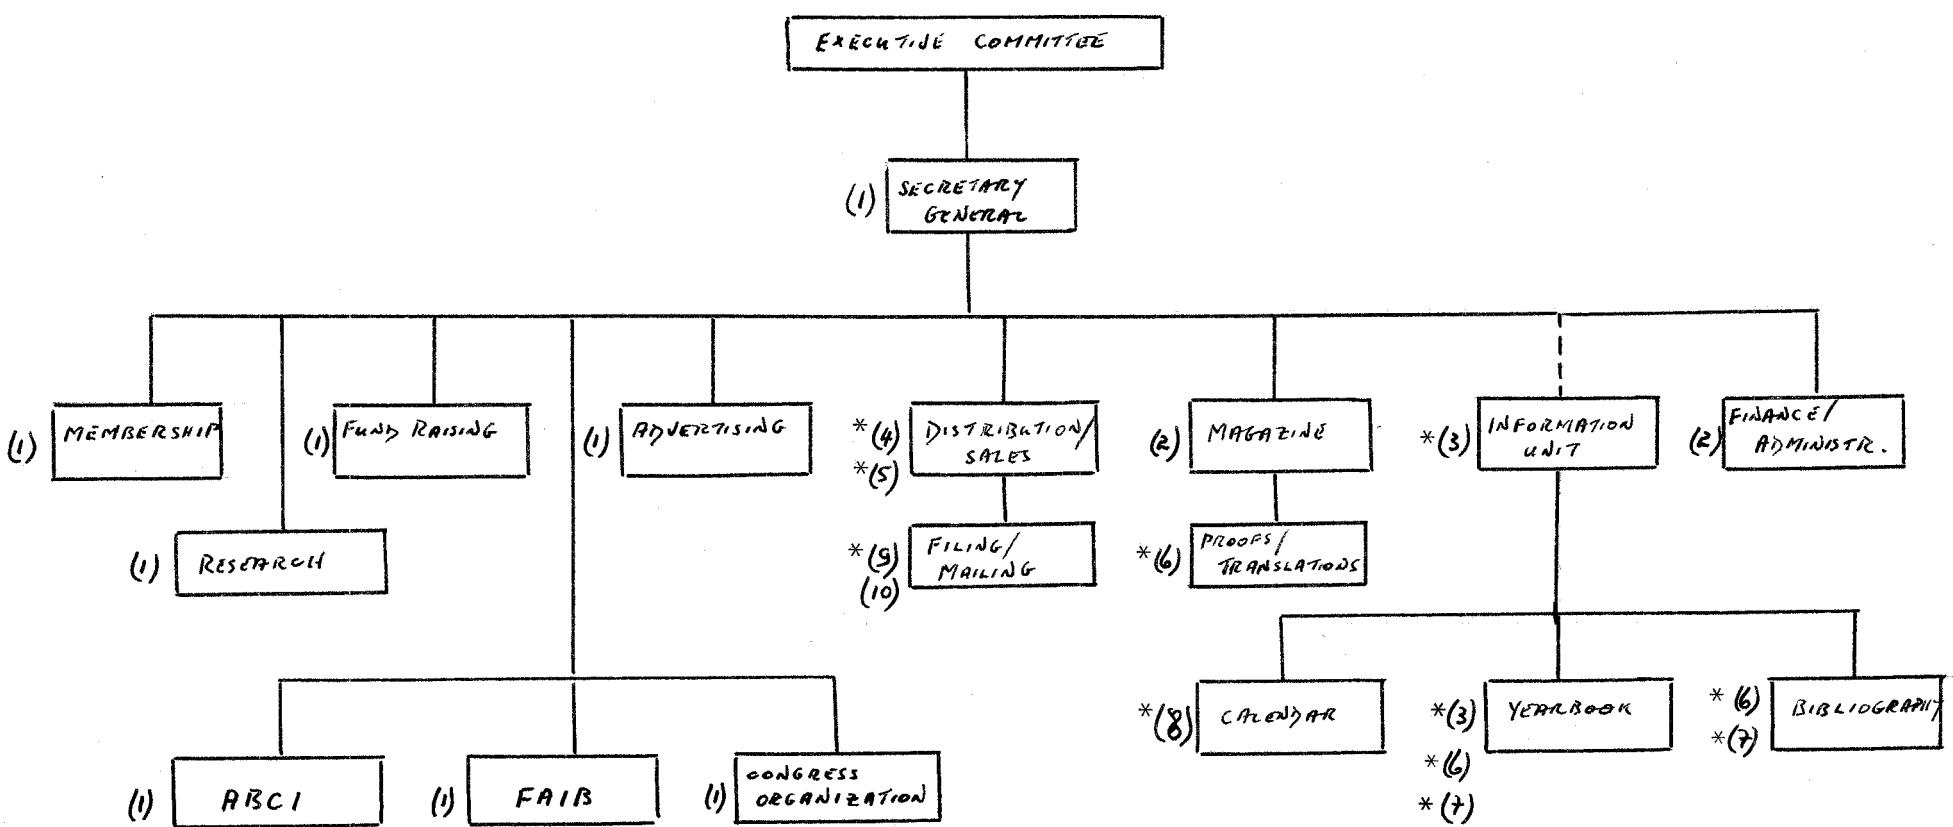 EXECUTIVE COMMITTEE
(1) SECRETARY
GENERAL
(1) MEMBERSHIP
(1) FUND RAISING
(1) ADVERTISING
*(4) DISTRIBUTION/
*(5) SALES
(2) MAGAZINE
*(3) INFORMATION
UNIT
(2) FINANCE/
ADMINISTR.
(1) RESEARCH
*(9) FILING/
(10) MAILING
*(6) PROOFS/
TRANSLATIONS
*(8) CALENDAR
*(3) YEARBOOK
*(6)
*(7)
*(6) BIBLIOGRAPHY
*(7)
(1) ABCI
(1) FAIB
(1) CONGRESS
ORGANIZATION